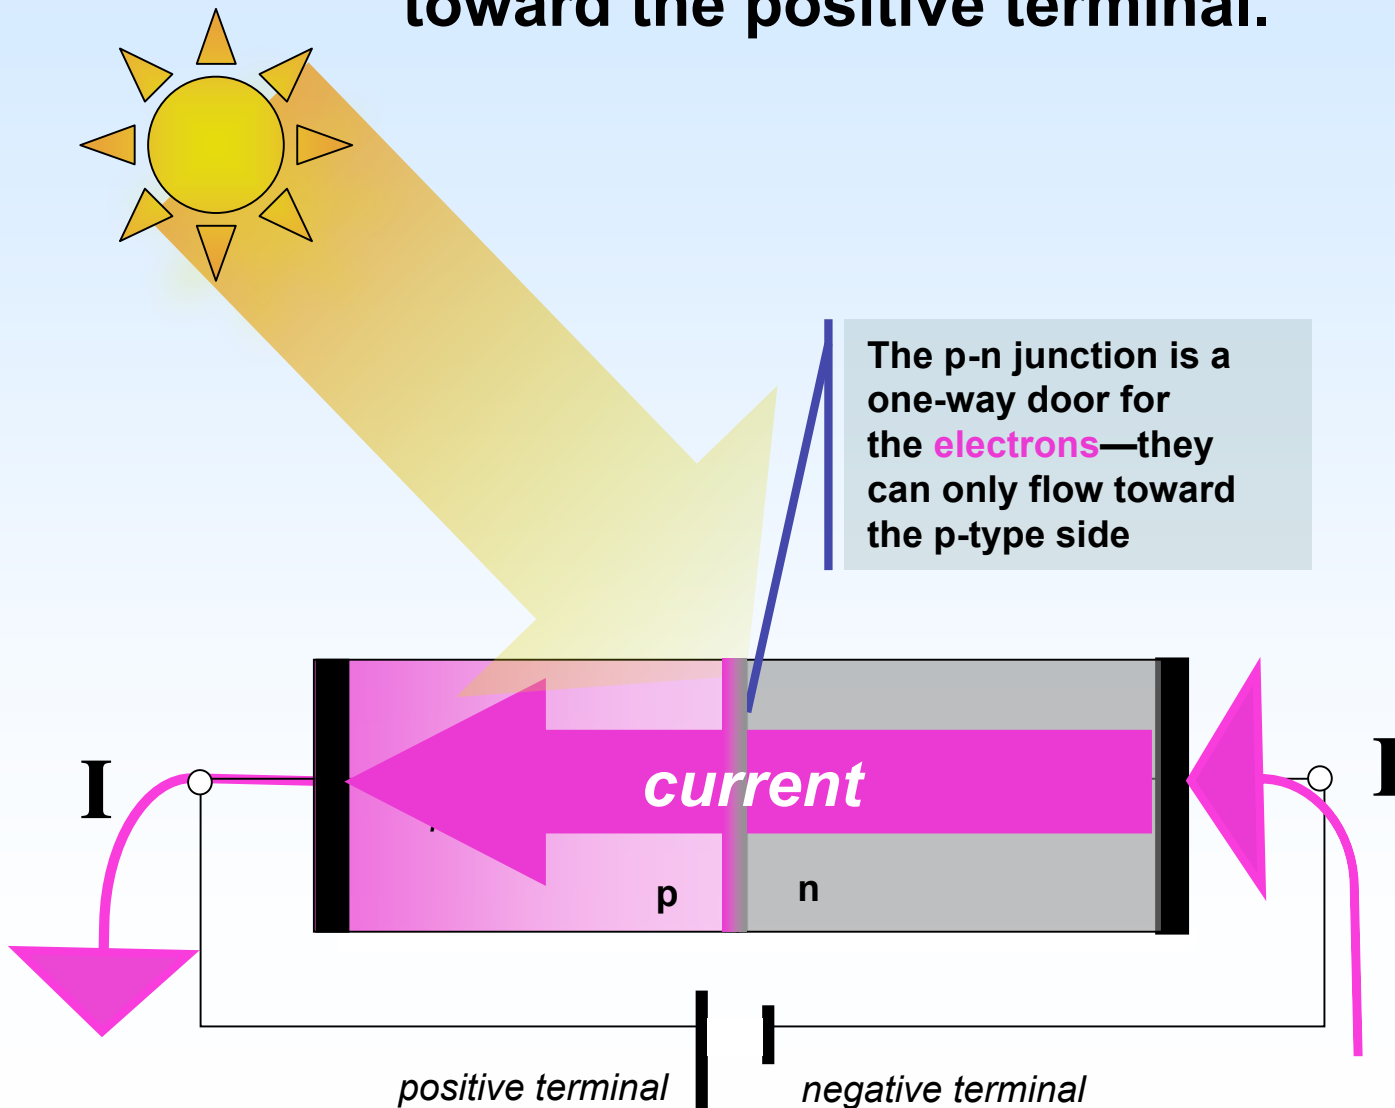 toward the positive terminal.
The p-n junction is a
one-way door for
the electrons—they
can only flow toward
the p-type side
I
current
I
p
n
positive terminal
negative terminal